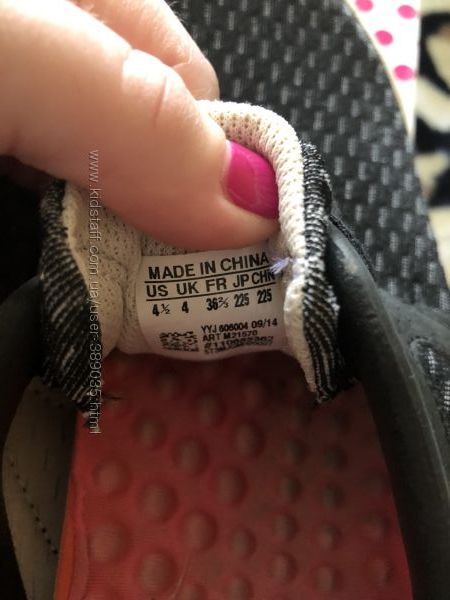 MADE IN CHINA
US UK FR JP CHN
4½ 4 36⅔ 225 225
YYJ 606004 09/14
ART M21570
www.kidstaff.com.ua/user-389035.html